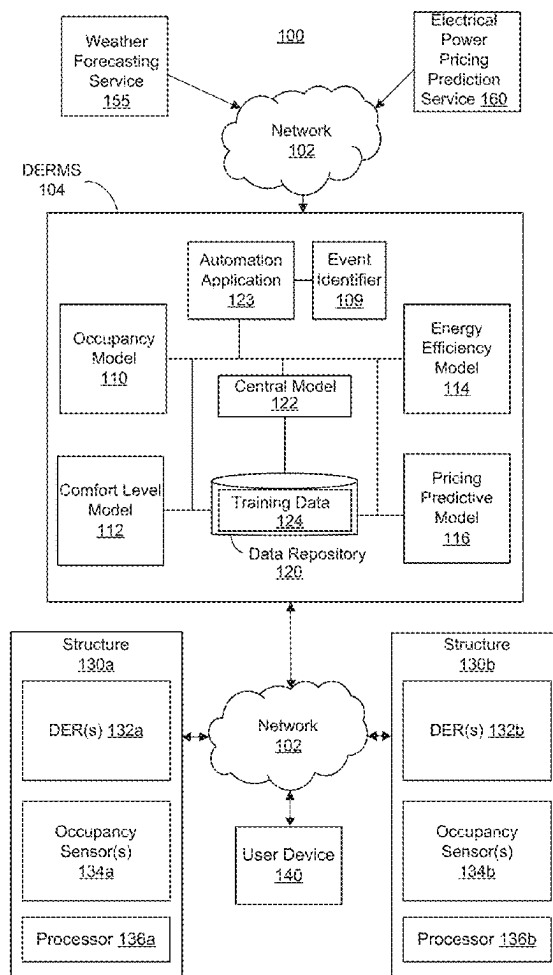 Weather
Forecasting
Service
155
100
Electrical
Power
Pricing
Prediction
Service 160
Network
102
DERMS
104
Automation
Application
123
Event
Identifier
109
Occupancy
Model
110
Energy
Efficiency
Model
114
Central Model
122
Comfort Level
Model
112
Training Data
124
Data Repository
120
Pricing
Predictive
Model
116
Structure
130a
DER(s) 132a
Occupancy
Sensor(s)
134a
Processor 136a
Network
102
User Device
140
Structure
130b
DER(s) 132b
Occupancy
Sensor(s)
134b
Processor 136b